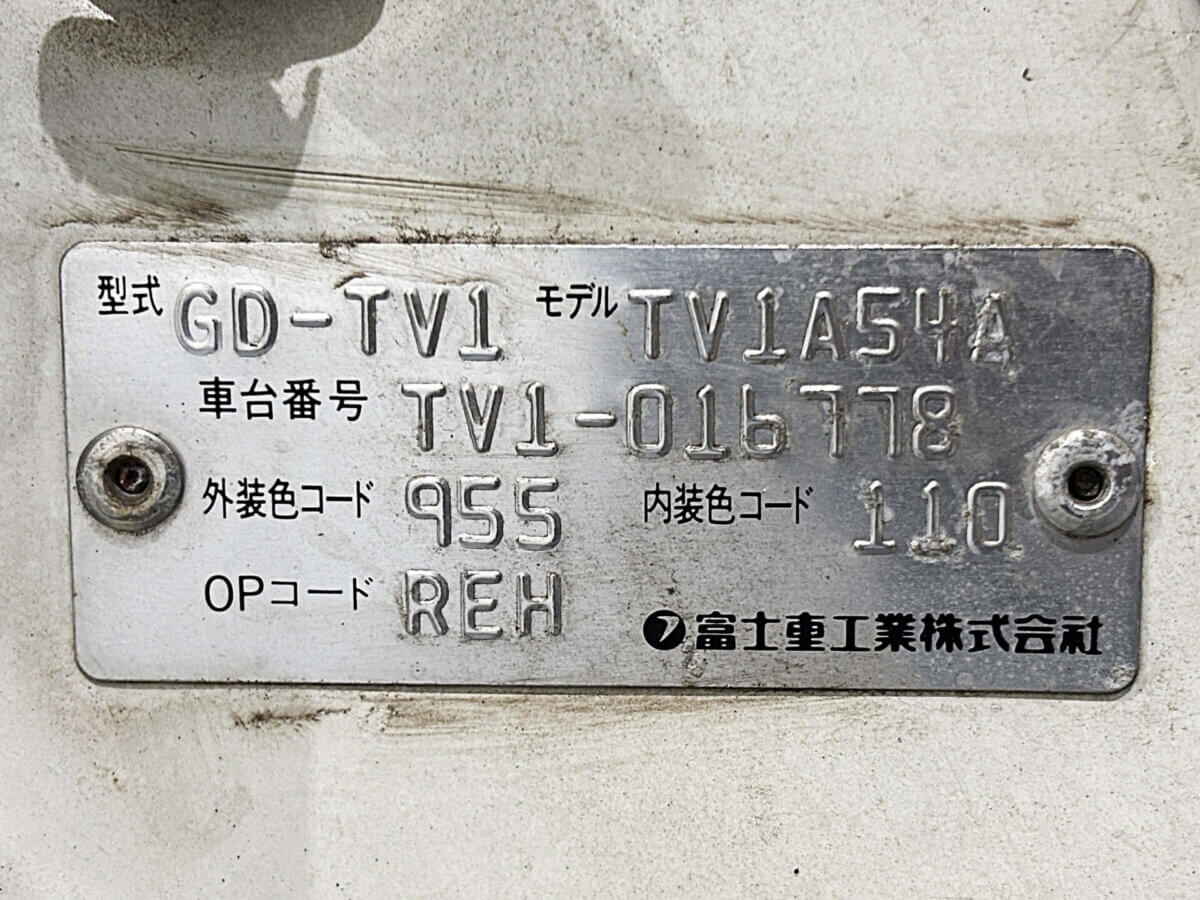 型式 GD-TV1 モデル TV1A54A
車台番号 TV1-016778
外装色コード 955 内装色コード 110
OPコード REH
富士重工業株式会社